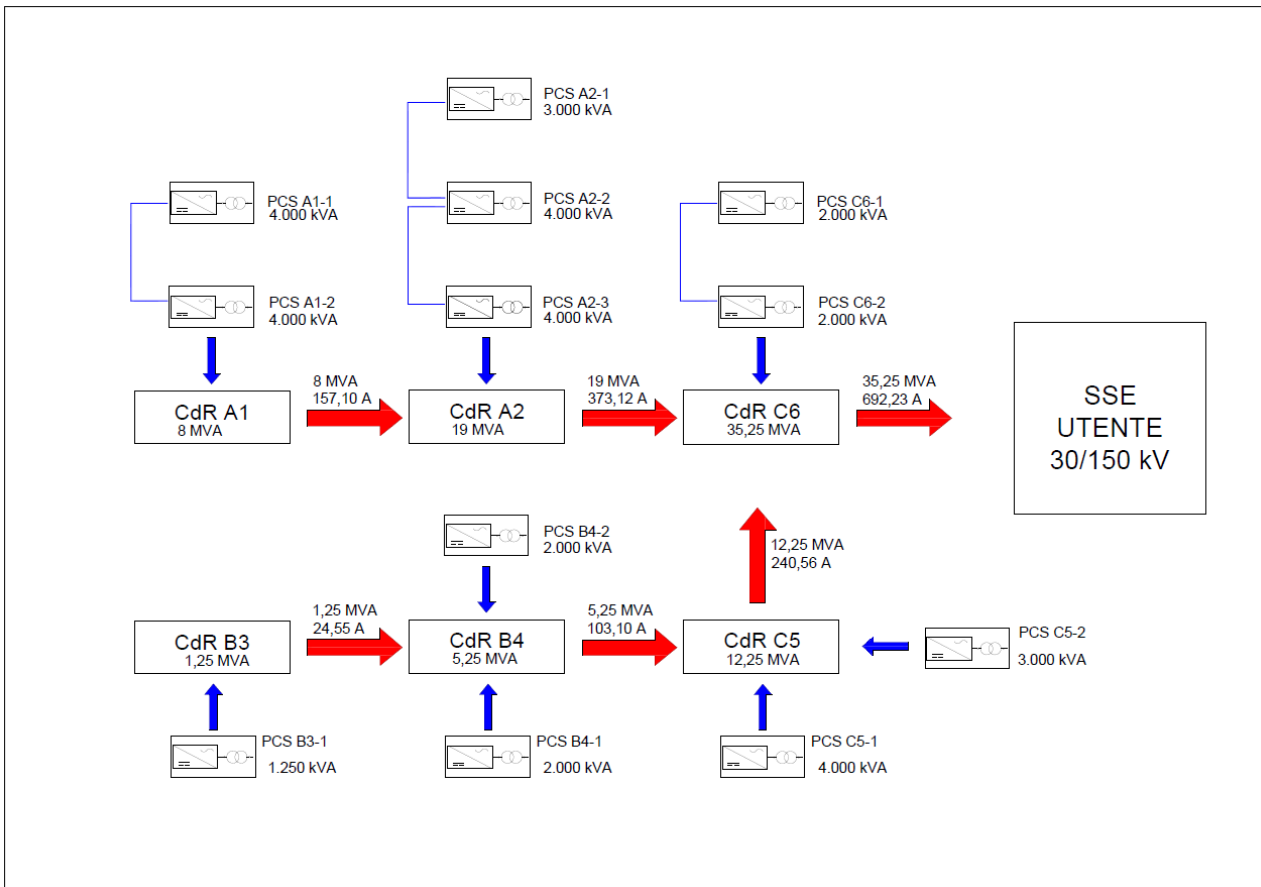 PCS A2-1
3.000 kVA
PCS A1-1
4.000 kVA
PCS A2-2
4.000 kVA
PCS C6-1
2.000 kVA
PCS A1-2
4.000 kVA
PCS A2-3
4.000 kVA
PCS C6-2
2.000 kVA
CdR A1
8 MVA
8 MVA
157,10 A
CdR A2
19 MVA
19 MVA
373,12 A
CdR C6
35,25 MVA
35,25 MVA
692,23 A
SSE
UTENTE
30/150 kV
PCS B4-2
2.000 kVA
12,25 MVA
240,56 A
CdR B3
1,25 MVA
1,25 MVA
24,55 A
CdR B4
5,25 MVA
5,25 MVA
103,10 A
CdR C5
12,25 MVA
PCS C5-2
3.000 kVA
PCS B3-1
1.250 kVA
PCS B4-1
2.000 kVA
PCS C5-1
4.000 kVA